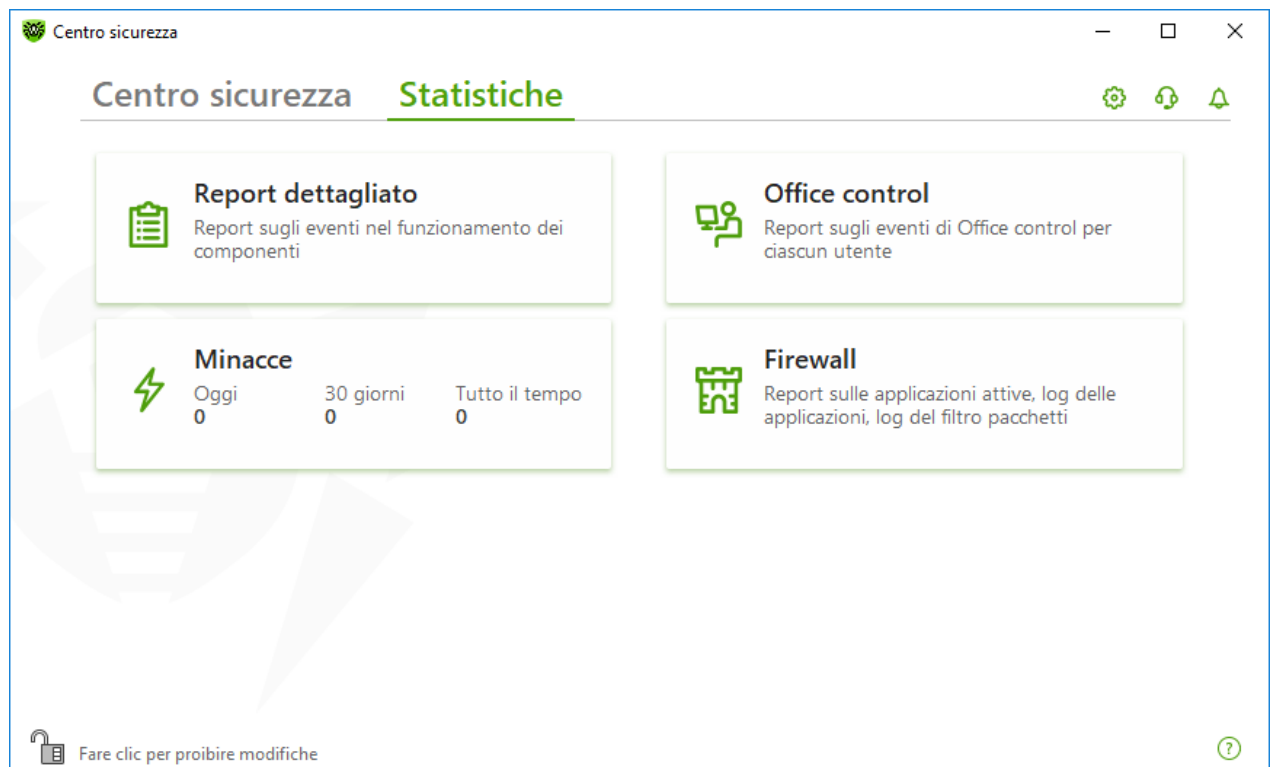 Centro sicurezza
Centro sicurezza Statistiche
Report dettagliato
Report sugli eventi nel funzionamento dei
componenti
Office control
Report sugli eventi di Office control per
ciascun utente
Minacce
Oggi 30 giorni Tutto il tempo
0 0 0
Firewall
Report sulle applicazioni attive, log delle
applicazioni, log del filtro pacchetti
Fare clic per proibire modifiche
?